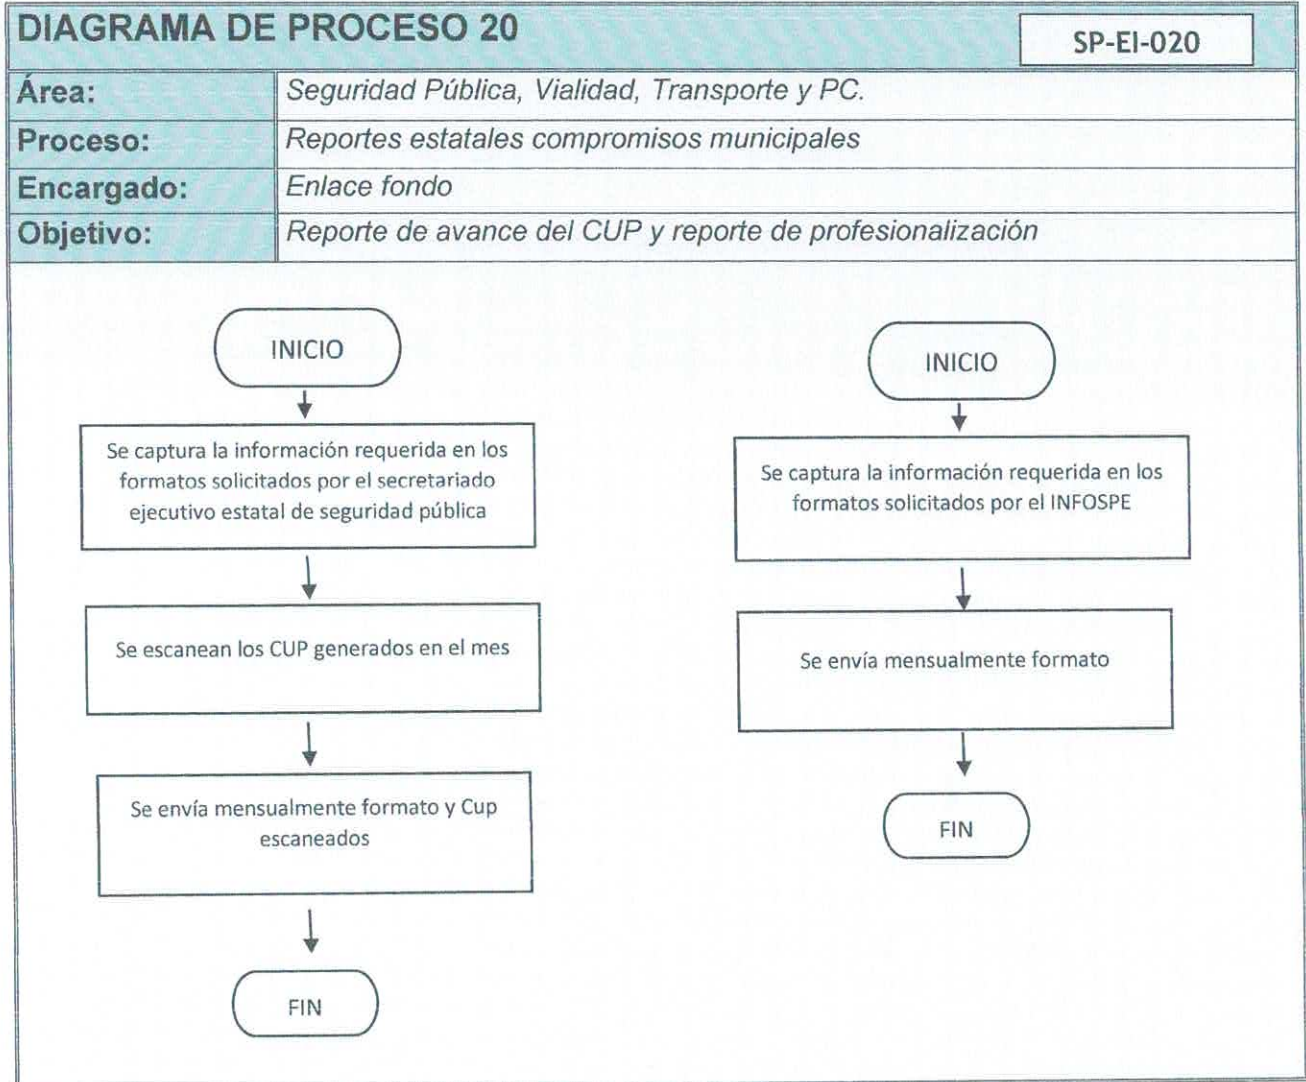 DIAGRAMA DE PROCESO 20
SP-EI-020
Área:
Seguridad Pública, Vialidad, Transporte y PC.
Proceso:
Reportes estatales compromisos municipales
Encargado:
Enlace fondo
Objetivo:
Reporte de avance del CUP y reporte de profesionalización
INICIO
Se captura la información requerida en los
formatos solicitados por el secretariado
ejecutivo estatal de seguridad pública
Se escanean los CUP generados en el mes
Se envía mensualmente formato y Cup
escaneados
FIN
INICIO
Se captura la información requerida en los
formatos solicitados por el INFOSPE
Se envía mensualmente formato
FIN